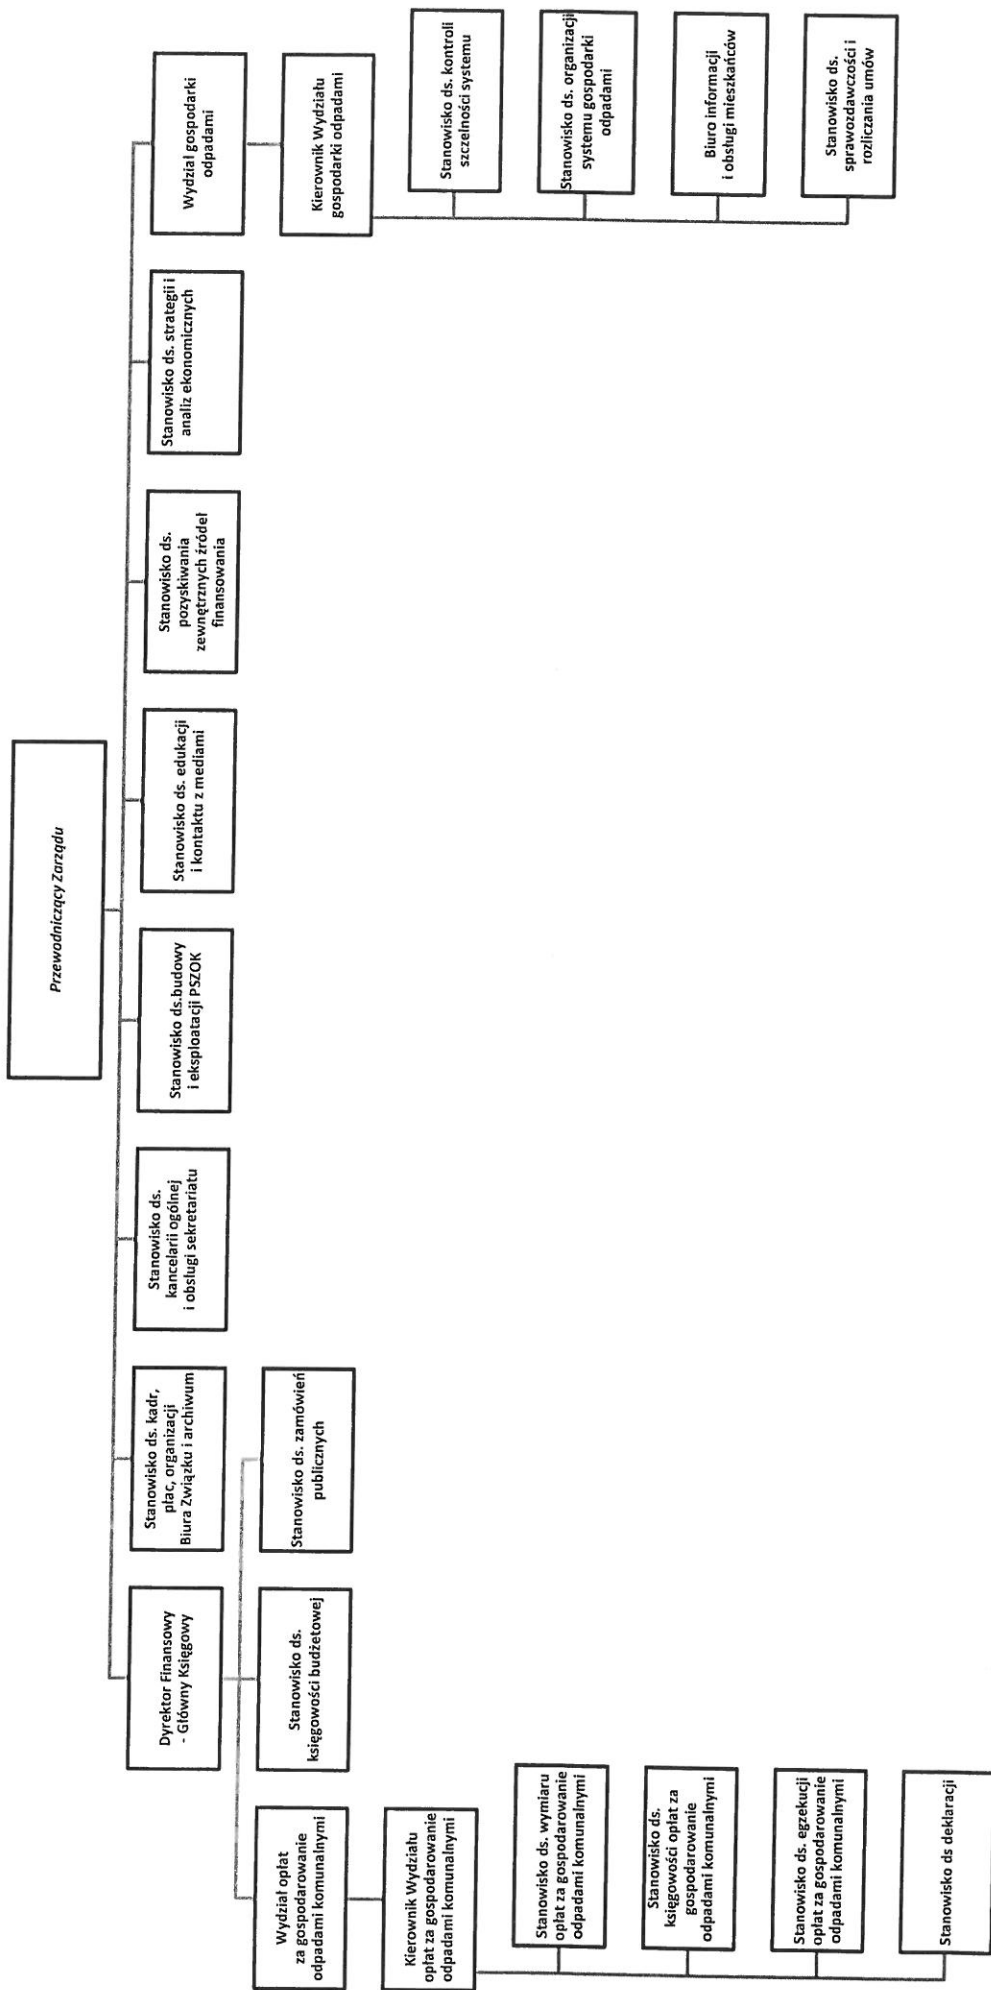 Przewodniczący Zarządu
Dyrektor Finansowy
- Główny Księgowy
Stanowisko ds. kadr,
płac, organizacji
Biura Związku i archiwum
Stanowisko ds.
kancelarii ogólnej
i obsługi sekretariatu
Stanowisko ds.budowy
i eksploatacji PSZOK
Stanowisko ds. edukacji
i kontaktu z mediami
Stanowisko ds.
pozyskiwania
zewnętrznych źródeł
finansowania
Stanowisko ds. strategii i
analiz ekonomicznych
Wydział gospodarki
odpadami
Wydział opłat
za gospodarowanie
odpadami komunalnymi
Stanowisko ds.
księgowości budżetowej
Stanowisko ds. zamówień
publicznych
Kierownik Wydziału
gospodarki odpadami
Kierownik Wydziału
opłat za gospodarowanie
odpadami komunalnymi
Stanowisko ds. kontroli
szczelności systemu
Stanowisko ds. organizacji
systemu gospodarki
odpadami
Biuro informacji
i obsługi mieszkańców
Stanowisko ds.
sprawozdawczości i
rozliczania umów
Stanowisko ds. wymiaru
opłat za gospodarowanie
odpadami komunalnymi
Stanowisko ds.
księgowości opłat za
gospodarowanie
odpadami komunalnymi
Stanowisko ds. egzekucji
opłat za gospodarowanie
odpadami komunalnymi
Stanowisko ds deklaracji